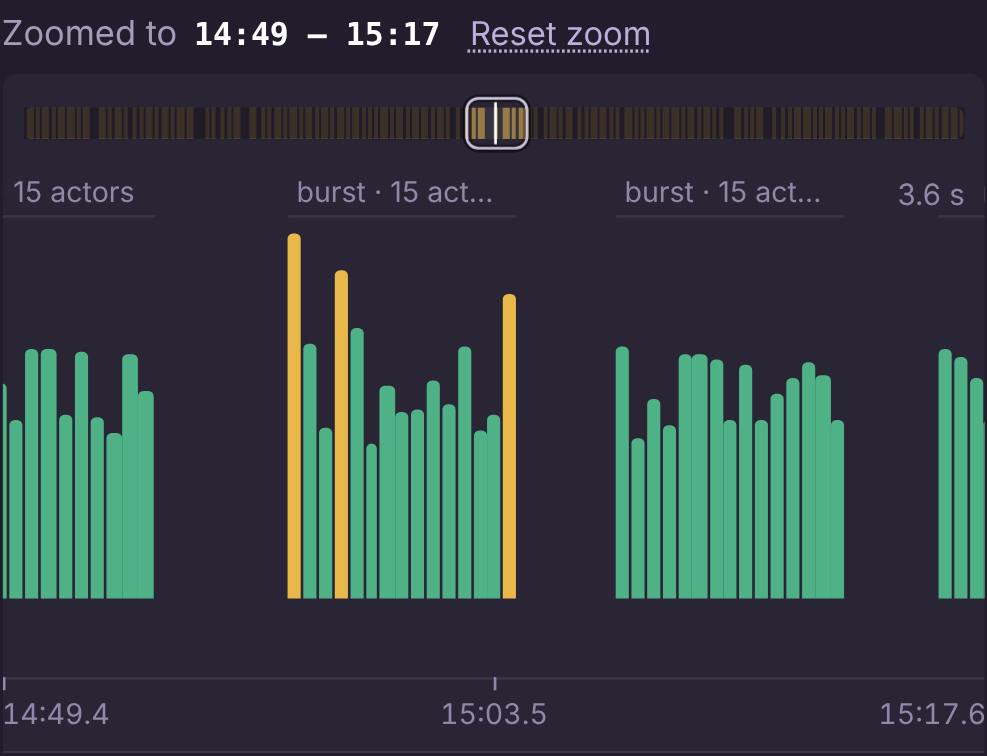 Zoomed to 14:49 – 15:17 Reset zoom
15 actors burst · 15 act... burst · 15 act... 3.6 s
14:49.4 15:03.5 15:17.6